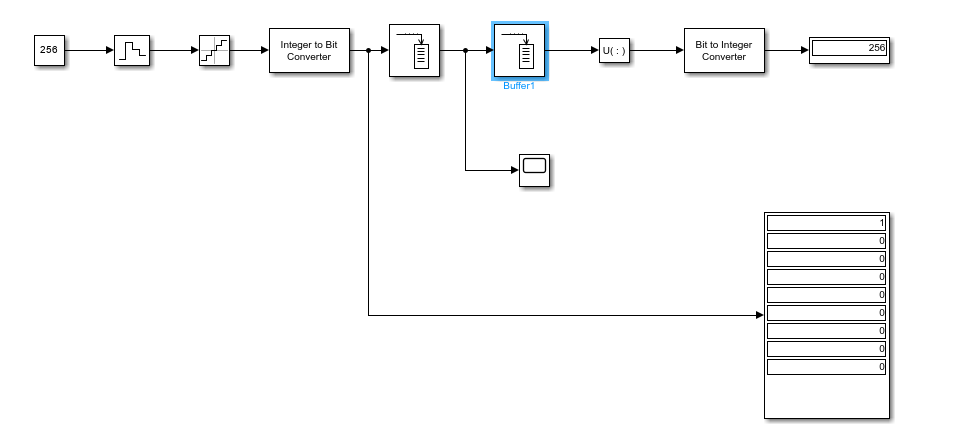 256
Integer to Bit
Converter
U( : )
Bit to Integer
Converter
256
Buffer1
1
0
0
0
0
0
0
0
0